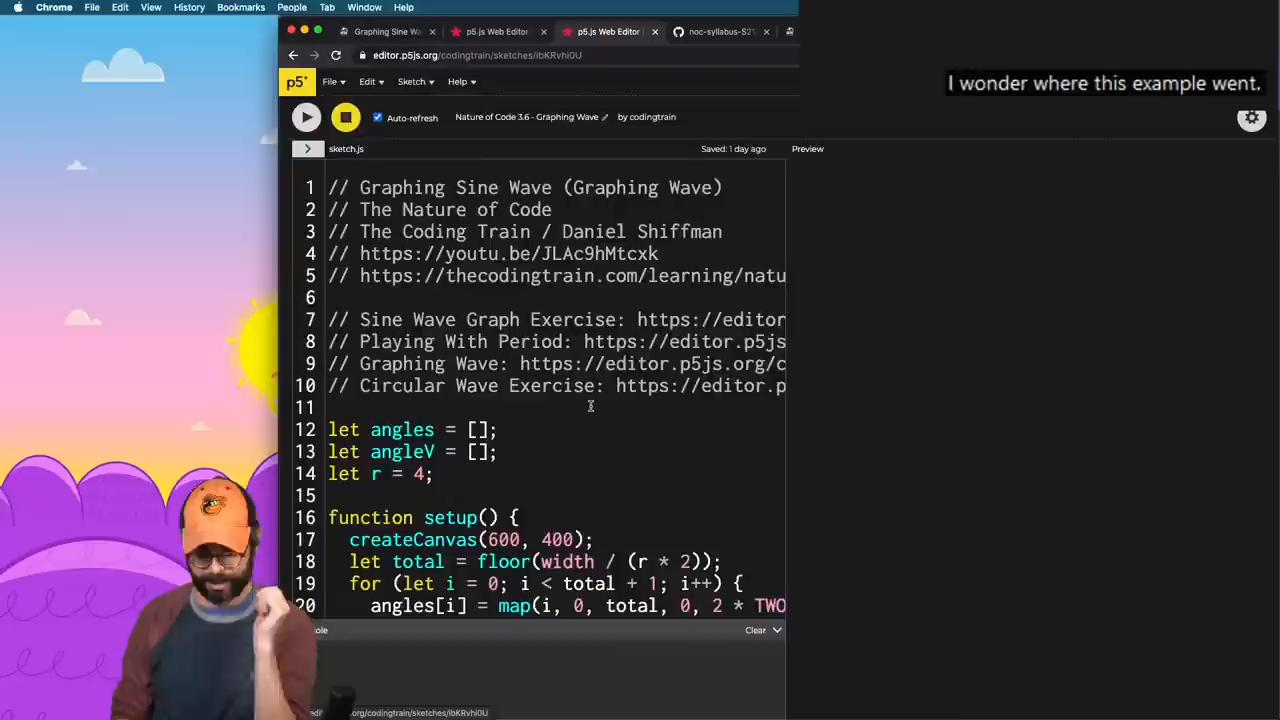 Chrome File Edit View History Bookmarks People Tab Window Help
Graphing Sine Wa
p5.js Web Editor
p5.js Web Editor
noc-syllabus-S21
editor.p5js.org/codingtrain/sketches/ibKRvhi0U
I wonder where this example went.
p5* File Edit Sketch Help
Auto-refresh Nature of Code 3.6 - Graphing Wave by codingtrain
sketch.js Saved: 1 day ago Preview
1 // Graphing Sine Wave (Graphing Wave)
2 // The Nature of Code
3 // The Coding Train / Daniel Shiffman
4 // https://youtu.be/JLAc9hMtcxk
5 // https://thecodingtrain.com/learning/natu
6
7 // Sine Wave Graph Exercise: https://editor
8 // Playing With Period: https://editor.p5js
9 // Graphing Wave: https://editor.p5js.org/c
10 // Circular Wave Exercise: https://editor.p
11
12 let angles = [];
13 let angleV = [];
14 let r = 4;
15
16 function setup() {
17 createCanvas(600, 400);
18 let total = floor(width / (r * 2));
19 for (let i = 0; i < total + 1; i++) {
20 angles[i] = map(i, 0, total, 0, 2 * TWO
ole Clear
.org/codingtrain/sketches/ibKRvhi0U